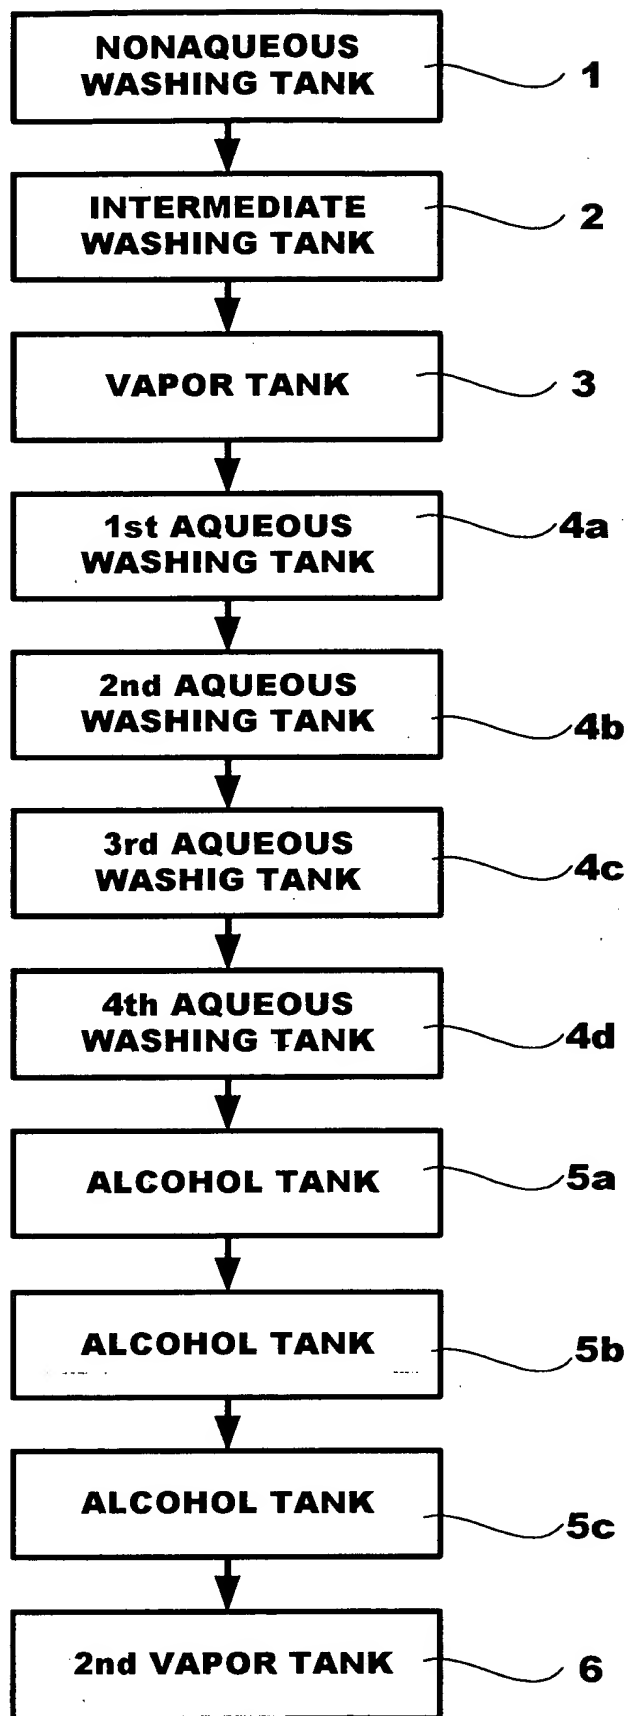 NONAQUEOUS
WASHING TANK
1
INTERMEDIATE
WASHING TANK
2
VAPOR TANK
3
1st AQUEOUS
WASHING TANK
4a
2nd AQUEOUS
WASHING TANK
4b
3rd AQUEOUS
WASHIG TANK
4c
4th AQUEOUS
WASHING TANK
4d
ALCOHOL TANK
5a
ALCOHOL TANK
5b
ALCOHOL TANK
5c
2nd VAPOR TANK
6